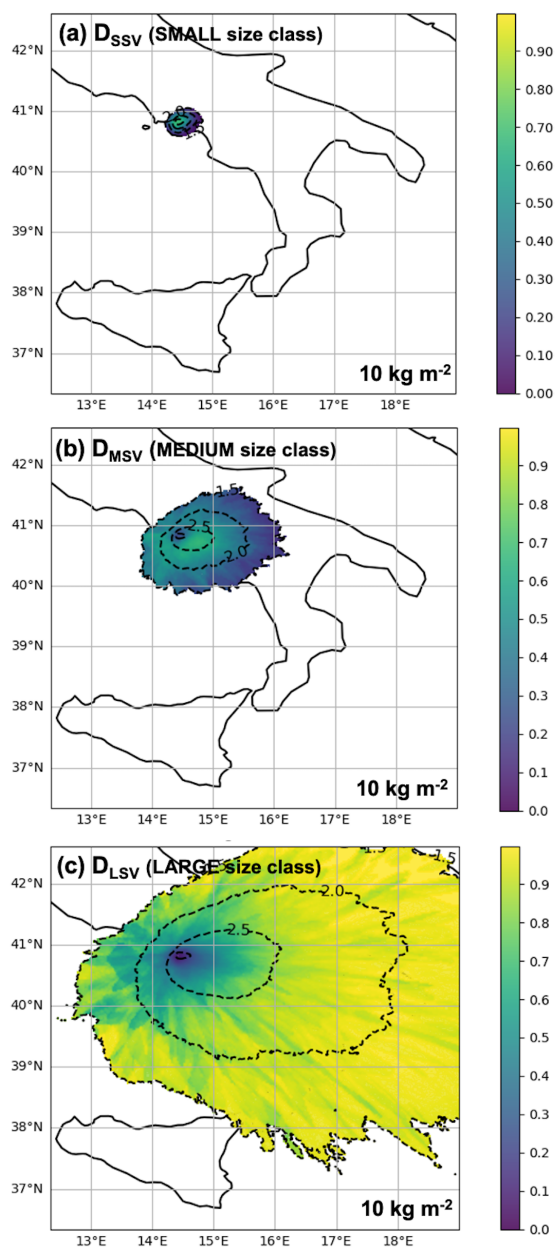 (a) D_SSV (SMALL size class)
42°N
41°N
40°N
39°N
38°N
37°N
13°E 14°E 15°E 16°E 17°E 18°E
10 kg m⁻²
0.90
0.80
0.70
0.60
0.50
0.40
0.30
0.20
0.10
0.00
(b) D_MSV (MEDIUM size class)
1.5
2.5
2.0
42°N
41°N
40°N
39°N
38°N
37°N
13°E 14°E 15°E 16°E 17°E 18°E
10 kg m⁻²
0.9
0.8
0.7
0.6
0.5
0.4
0.3
0.2
0.1
0.0
(c) D_LSV (LARGE size class)
1.5
1.5
2.0
2.5
42°N
41°N
40°N
39°N
38°N
37°N
13°E 14°E 15°E 16°E 17°E 18°E
10 kg m⁻²
0.9
0.8
0.7
0.6
0.5
0.4
0.3
0.2
0.1
0.0